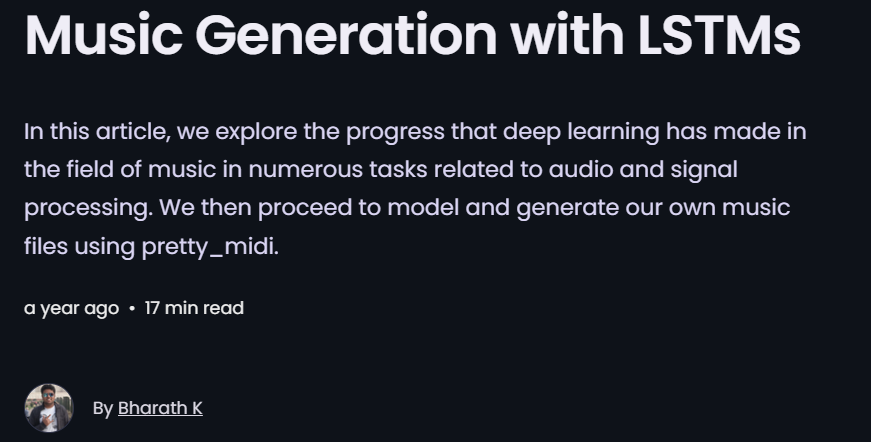 Music Generation with LSTMs
In this article, we explore the progress that deep learning has made in
the field of music in numerous tasks related to audio and signal
processing. We then proceed to model and generate our own music
files using pretty_midi.
a year ago • 17 min read
By Bharath K